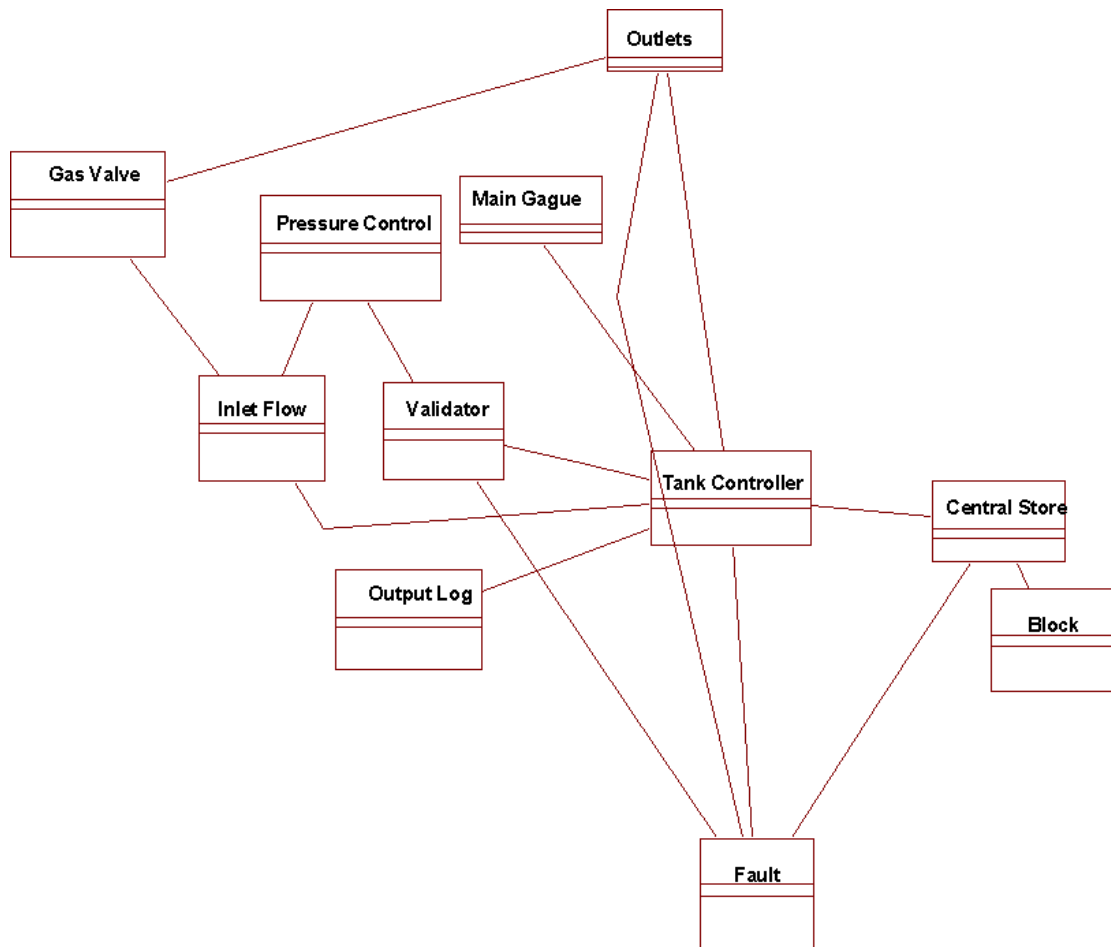 Outlets
Gas Valve
Main Gague
Pressure Control
Inlet Flow
Validator
Tank Controller
Central Store
Output Log
Block
Fault